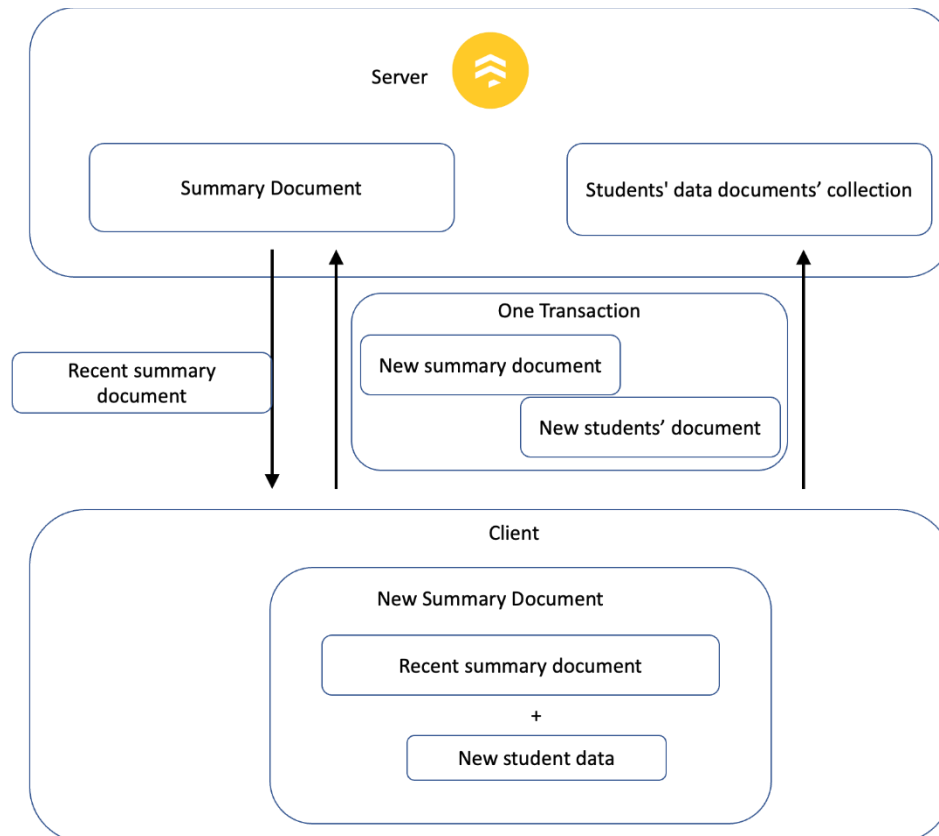 Server
Summary Document
Students' data documents’ collection
One Transaction
New summary document
Recent summary
document
New students’ document
Client
New Summary Document
Recent summary document
+
New student data